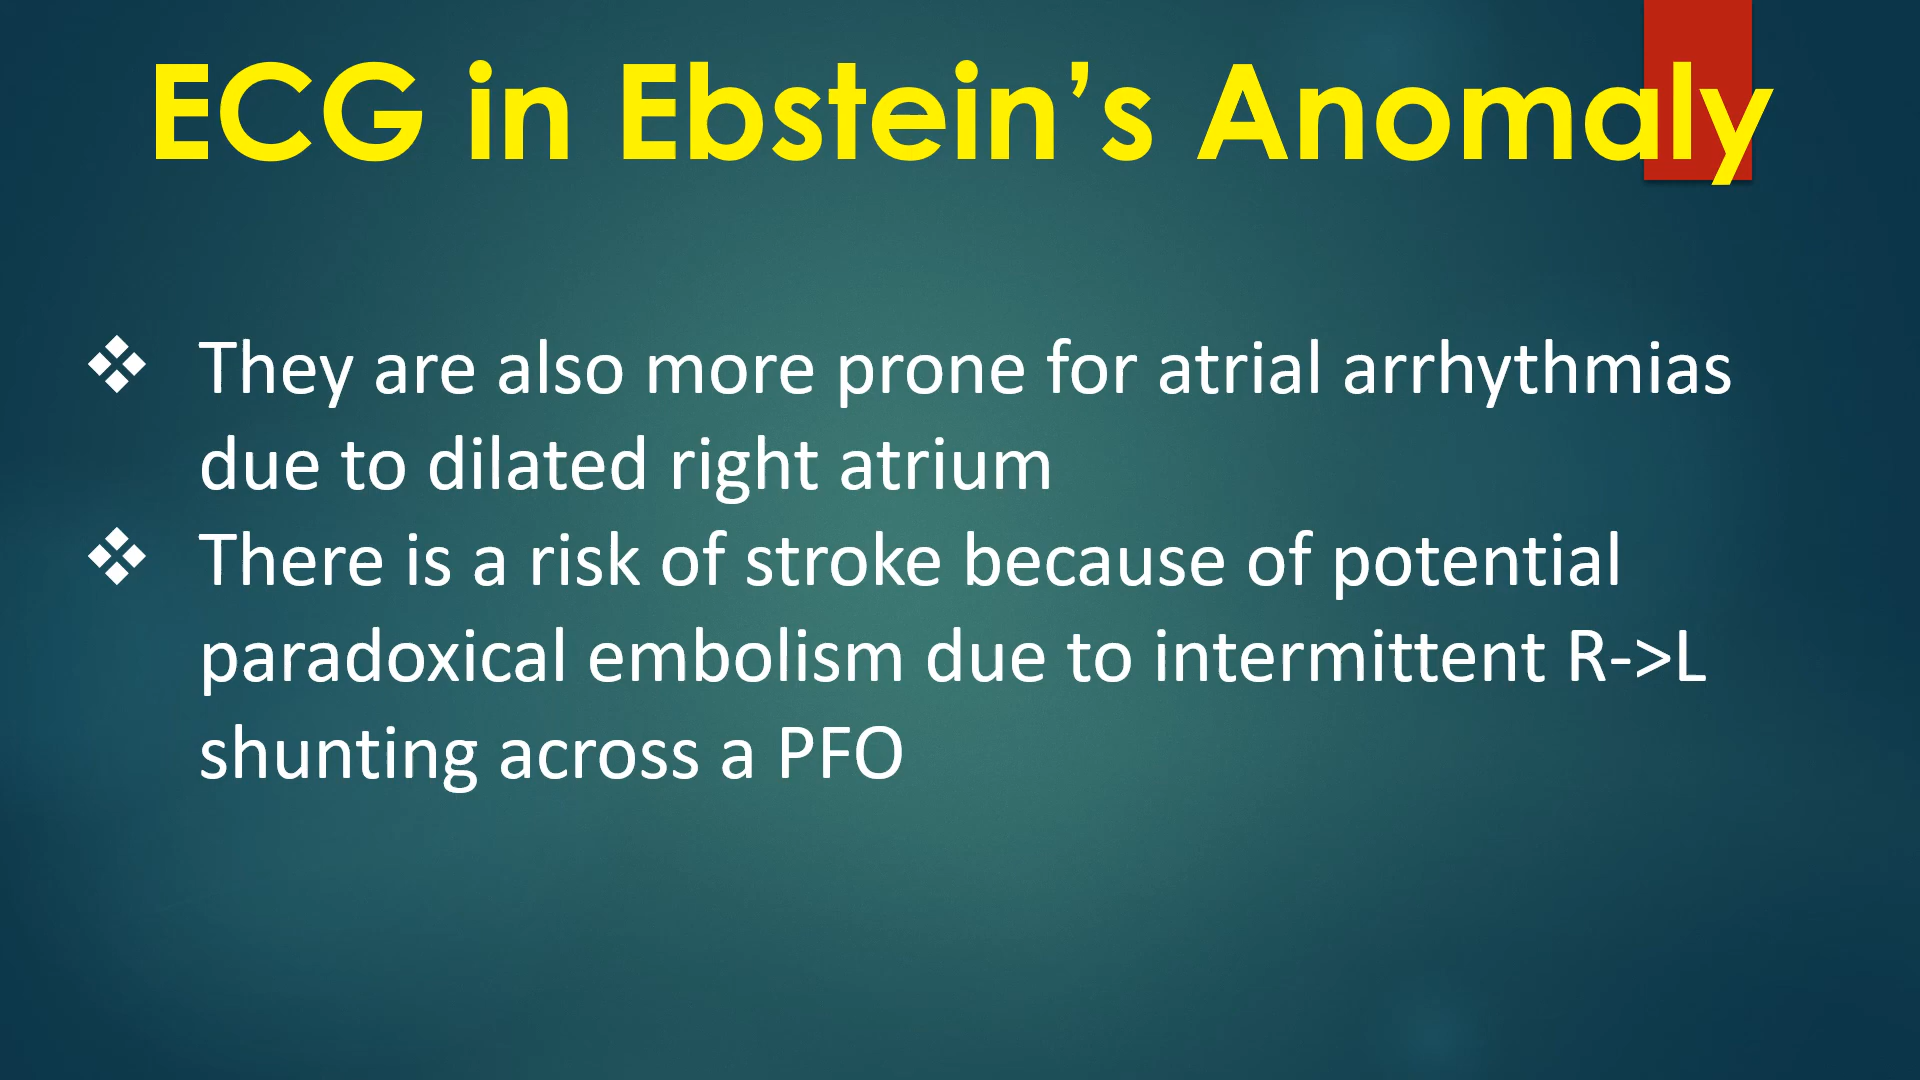 ECG in Ebstein’s Anomaly
❖ They are also more prone for atrial arrhythmias
due to dilated right atrium
❖ There is a risk of stroke because of potential
paradoxical embolism due to intermittent R->L
shunting across a PFO